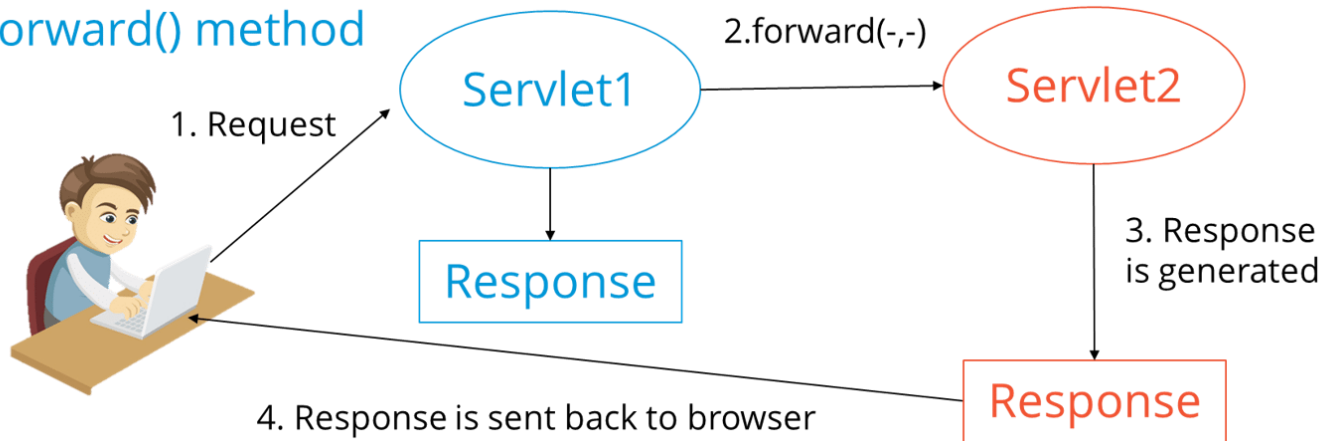 orward() method
2.forward(-,-)
Servlet1
Servlet2
1. Request
3. Response
is generated
Response
Response
4. Response is sent back to browser